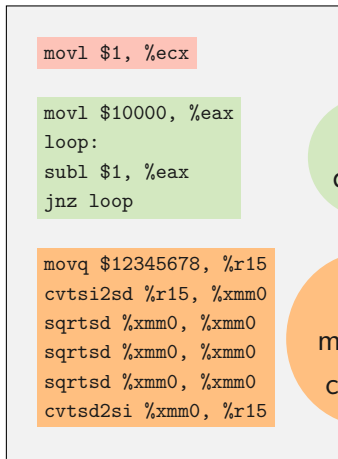 movl $1, %ecx
movl $10000, %eax
loop:
subl $1, %eax
jnz loop
movq $12345678, %r15
cvtsi2sd %r15, %xmm0
sqrtsd %xmm0, %xmm0
sqrtsd %xmm0, %xmm0
sqrtsd %xmm0, %xmm0
cvtsd2si %xmm0, %r15